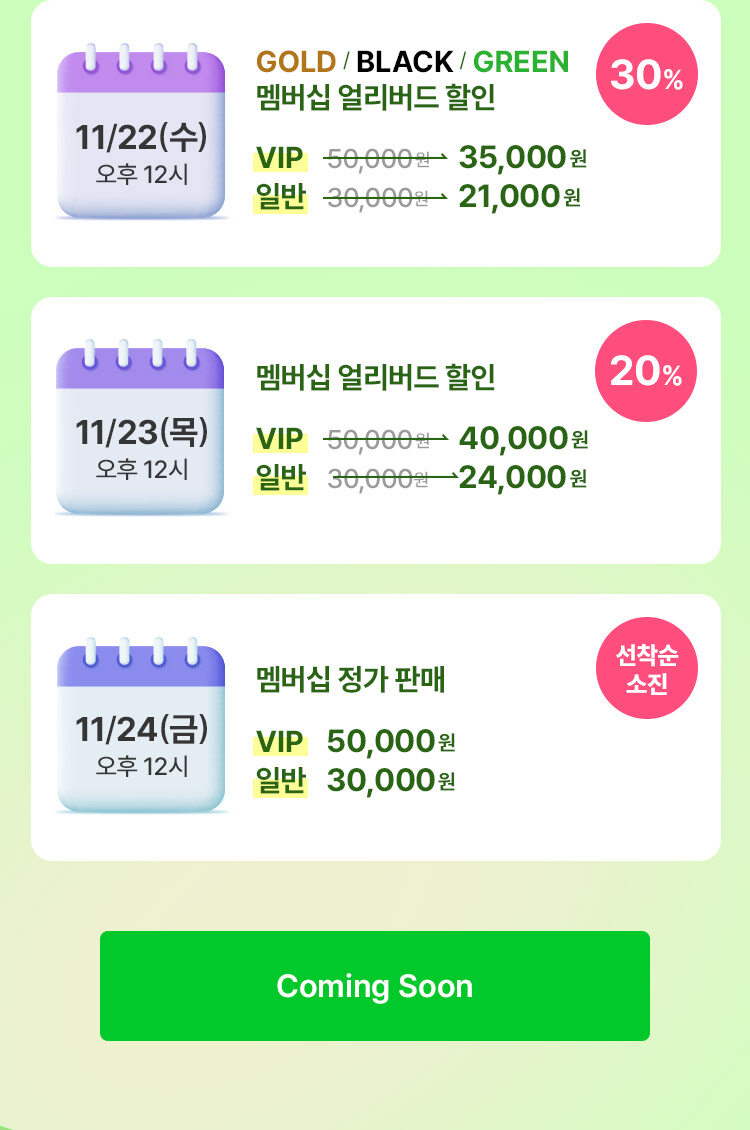 GOLD / BLACK / GREEN
멤버십 얼리버드 할인
30%
11/22(수)
오후 12시
VIP 50,000원 35,000원
일반 30,000원 21,000원
멤버십 얼리버드 할인
20%
11/23(목)
오후 12시
VIP 50,000원 40,000원
일반 30,000원 24,000원
멤버십 정가 판매
선착순
소진
11/24(금)
오후 12시
VIP 50,000원
일반 30,000원
Coming Soon